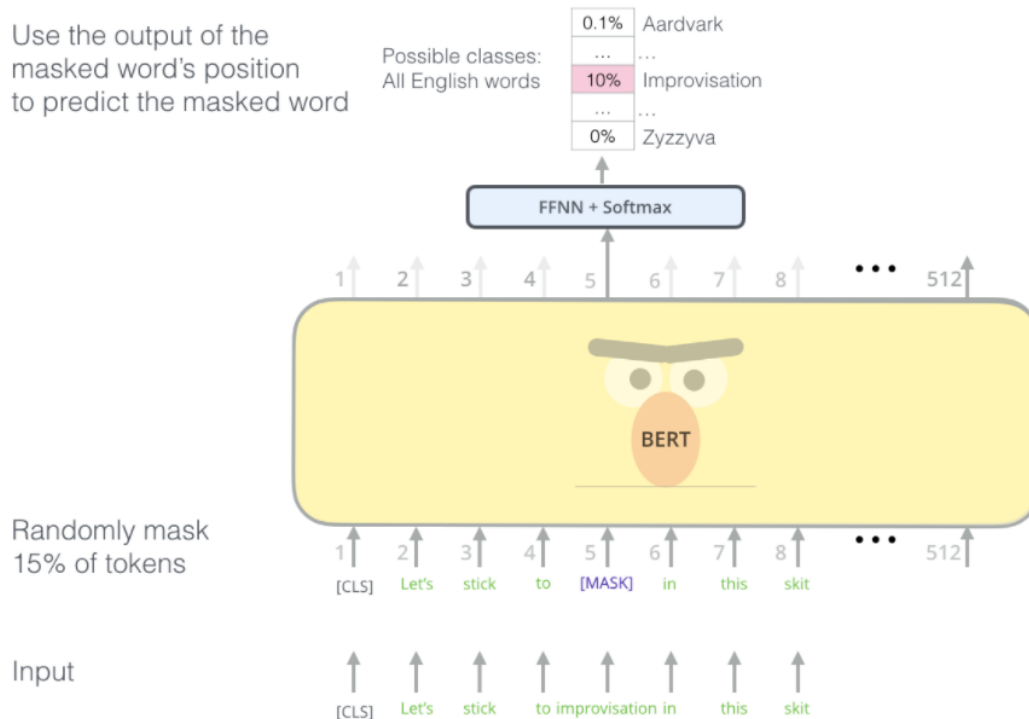 Use the output of the
masked word's position
to predict the masked word
Possible classes:
All English words
0.1% Aardvark
... ...
10% Improvisation
... ...
0% Zyzzyva
FFNN + Softmax
1 2 3 4 5 6 7 8 ••• 512
BERT
Randomly mask
15% of tokens
1 2 3 4 5 6 7 8 ••• 512
[CLS] Let's stick to [MASK] in this skit
Input
[CLS] Let's stick to improvisation in this skit